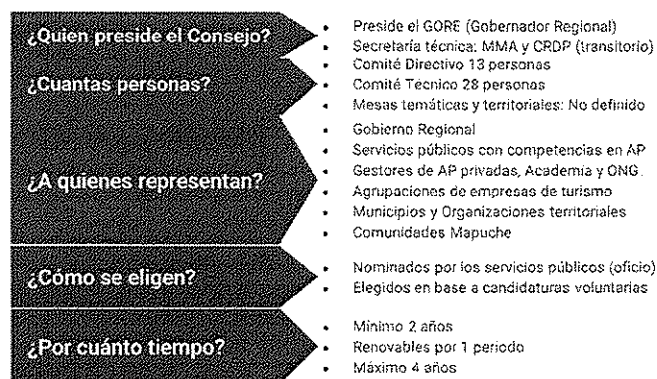 ¿Quien preside el Consejo?
• Preside el GORE (Gobernador Regional)
• Secretaría técnica: MMA y CRDP (transitorio)
¿Cuantas personas?
• Comité Directivo 13 personas
• Comité Técnico 28 personas
• Mesas temáticas y territoriales: No definido
¿A quienes representan?
• Gobierno Regional
• Servicios públicos con competencias en AP
• Gestores de AP privadas, Academia y ONG.
• Agrupaciones de empresas de turismo
• Municipios y Organizaciones territoriales
• Comunidades Mapuche
¿Cómo se eligen?
• Nominados por los servicios públicos (oficio)
• Elegidos en base a candidaturas voluntarias
¿Por cuánto tiempo?
• Mínimo 2 años
• Renovables por 1 periodo
• Máximo 4 años